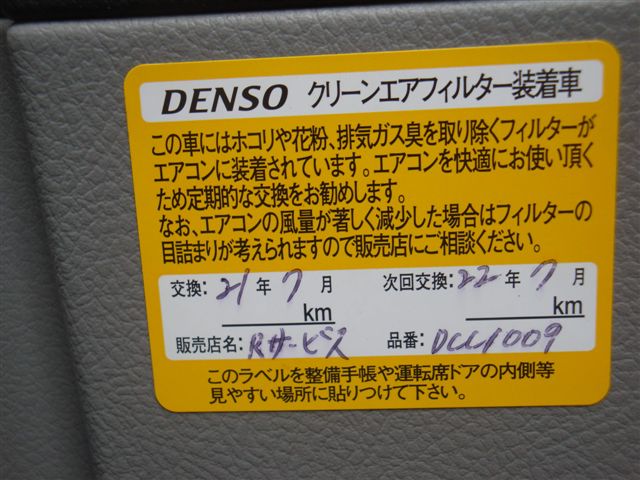 DENSO クリーンエアフィルター装着車
この車にはホコリや花粉、排気ガス臭を取り除くフィルターが
エアコンに装着されています。エアコンを快適にお使い頂く
ため定期的な交換をお勧めします。
なお、エアコンの風量が著しく減少した場合はフィルターの
目詰まりが考えられますので販売店にご相談ください。
交換: 21 年 7 月 次回交換: 22 年 7 月
km km
販売店名: Rサービス 品番: DCC1009
このラベルを整備手帳や運転席ドアの内側等
見やすい場所に貼りつけて下さい。